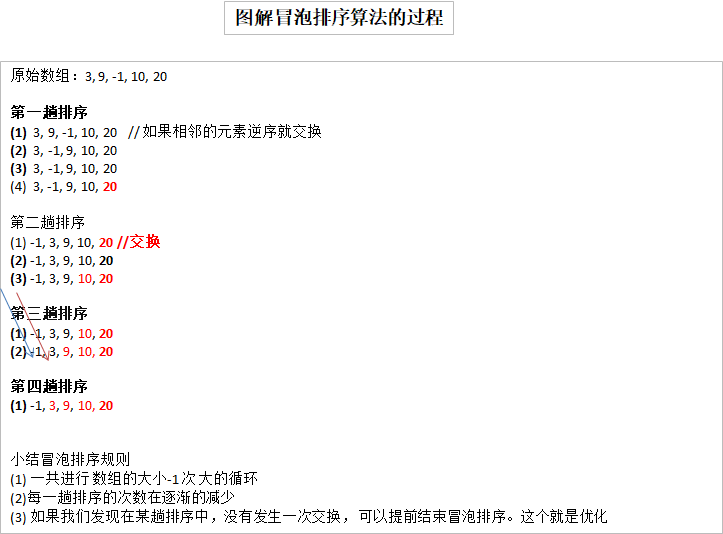 图解冒泡排序算法的过程
原始数组：3, 9, -1, 10, 20
第一趟排序
(1) 3, 9, -1, 10, 20 // 如果相邻的元素逆序就交换
(2) 3, -1, 9, 10, 20
(3) 3, -1, 9, 10, 20
(4) 3, -1, 9, 10, 20
第二趟排序
(1) -1, 3, 9, 10, 20 //交换
(2) -1, 3, 9, 10, 20
(3) -1, 3, 9, 10, 20
第三趟排序
(1) -1, 3, 9, 10, 20
(2) -1, 3, 9, 10, 20
第四趟排序
(1) -1, 3, 9, 10, 20
小结冒泡排序规则
(1) 一共进行 数组的大小-1 次 大的循环
(2)每一趟排序的次数在逐渐的减少
(3) 如果我们发现在某趟排序中，没有发生一次交换， 可以提前结束冒泡排序。这个就是优化